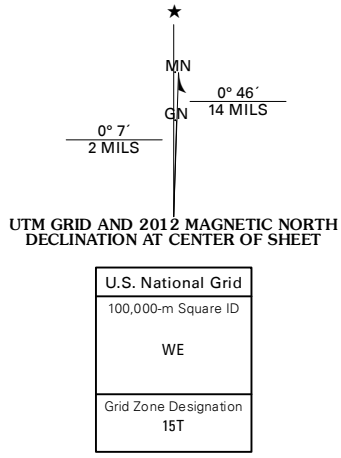 MN
0° 46´
14 MILS
GN
0° 7´
2 MILS
UTM GRID AND 2012 MAGNETIC NORTH
DECLINATION AT CENTER OF SHEET
U.S. National Grid
100,000-m Square ID
WE
Grid Zone Designation
15T